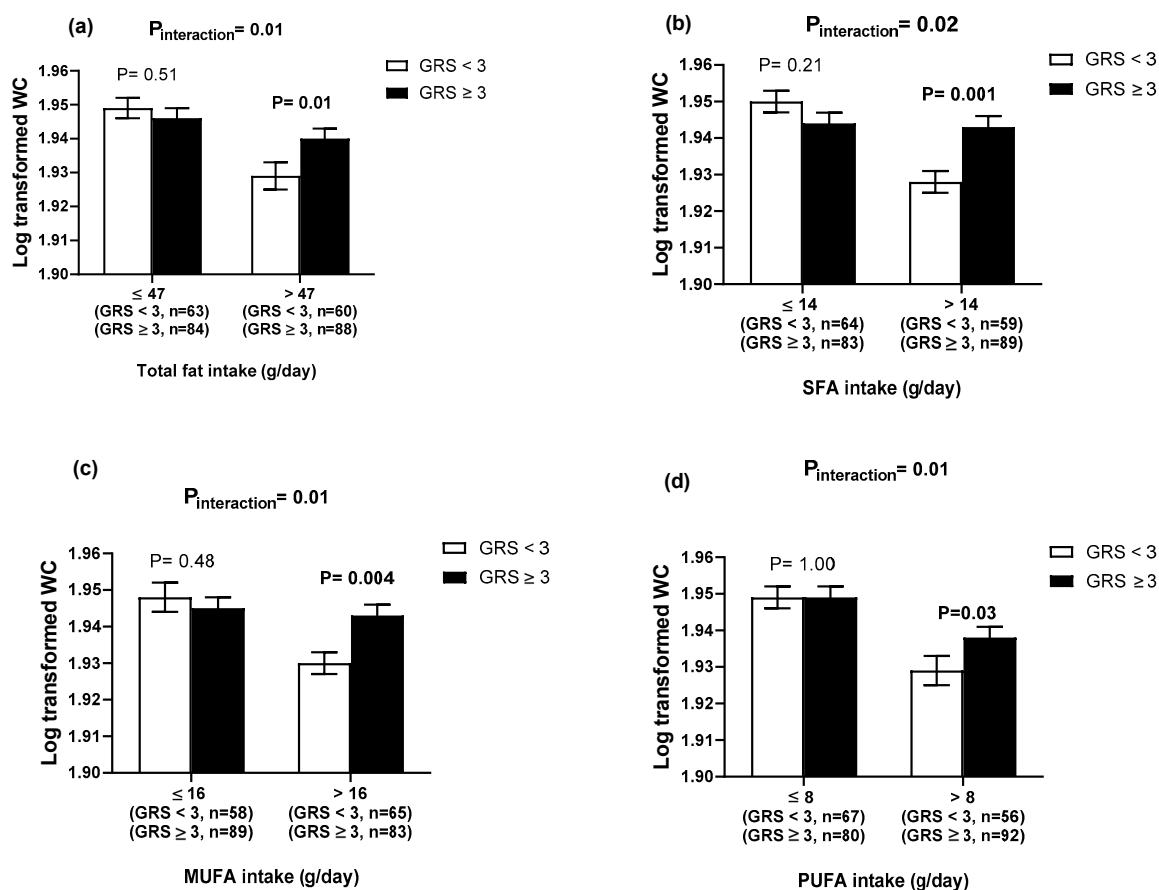 (a)
Pinteraction= 0.01
GRS < 3
GRS ≥ 3
P= 0.51
P= 0.01
1.96
1.95
1.94
1.93
1.92
1.91
1.90
Log transformed WC
≤ 47
(GRS < 3, n=63)
(GRS ≥ 3, n=84)
> 47
(GRS < 3, n=60)
(GRS ≥ 3, n=88)
Total fat intake (g/day)
(b)
Pinteraction= 0.02
GRS < 3
GRS ≥ 3
P= 0.21
P= 0.001
1.96
1.95
1.94
1.93
1.92
1.91
1.90
Log transformed WC
≤ 14
(GRS < 3, n=64)
(GRS ≥ 3, n=83)
> 14
(GRS < 3, n=59)
(GRS ≥ 3, n=89)
SFA intake (g/day)
(c)
Pinteraction= 0.01
GRS < 3
GRS ≥ 3
P= 0.48
P= 0.004
1.96
1.95
1.94
1.93
1.92
1.91
1.90
Log transformed WC
≤ 16
(GRS < 3, n=58)
(GRS ≥ 3, n=89)
> 16
(GRS < 3, n=65)
(GRS ≥ 3, n=83)
MUFA intake (g/day)
(d)
Pinteraction= 0.01
GRS < 3
GRS ≥ 3
P= 1.00
P=0.03
1.96
1.95
1.94
1.93
1.92
1.91
1.90
Log transformed WC
≤ 8
(GRS < 3, n=67)
(GRS ≥ 3, n=80)
> 8
(GRS < 3, n=56)
(GRS ≥ 3, n=92)
PUFA intake (g/day)